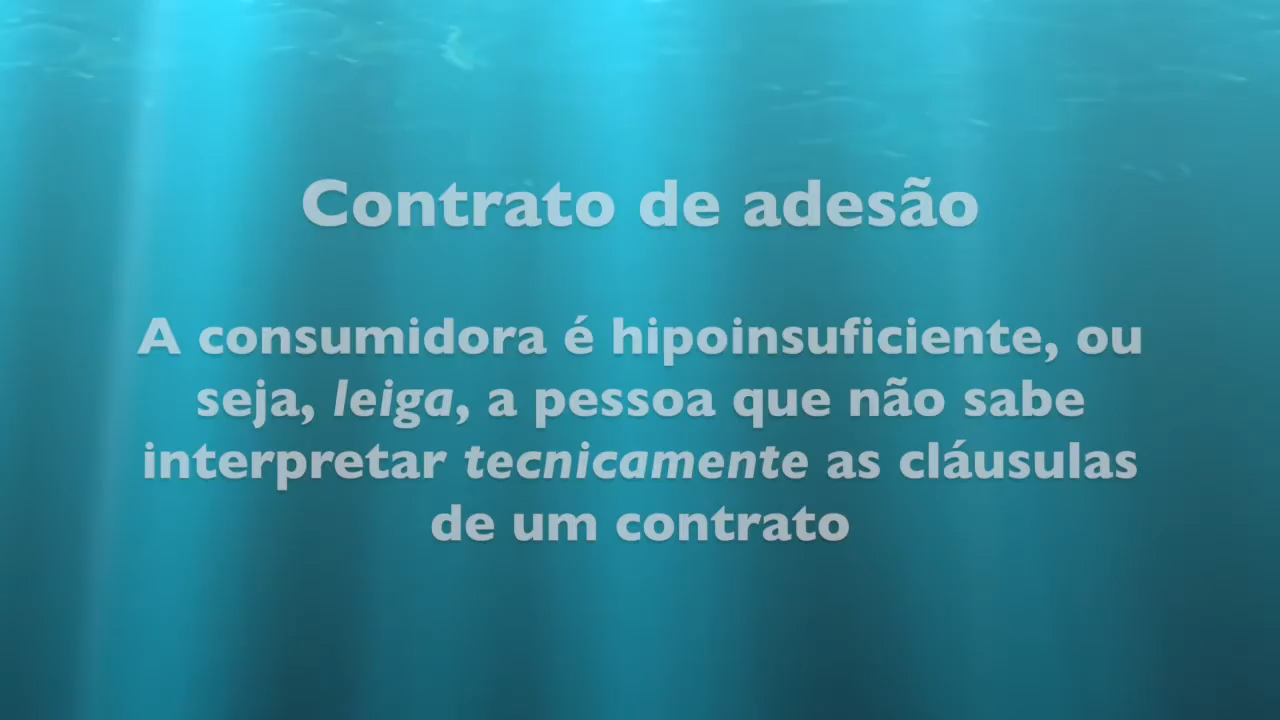 Contrato de adesão
A consumidora é hipoinsuficiente, ou
seja, leiga, a pessoa que não sabe
interpretar tecnicamente as cláusulas
de um contrato